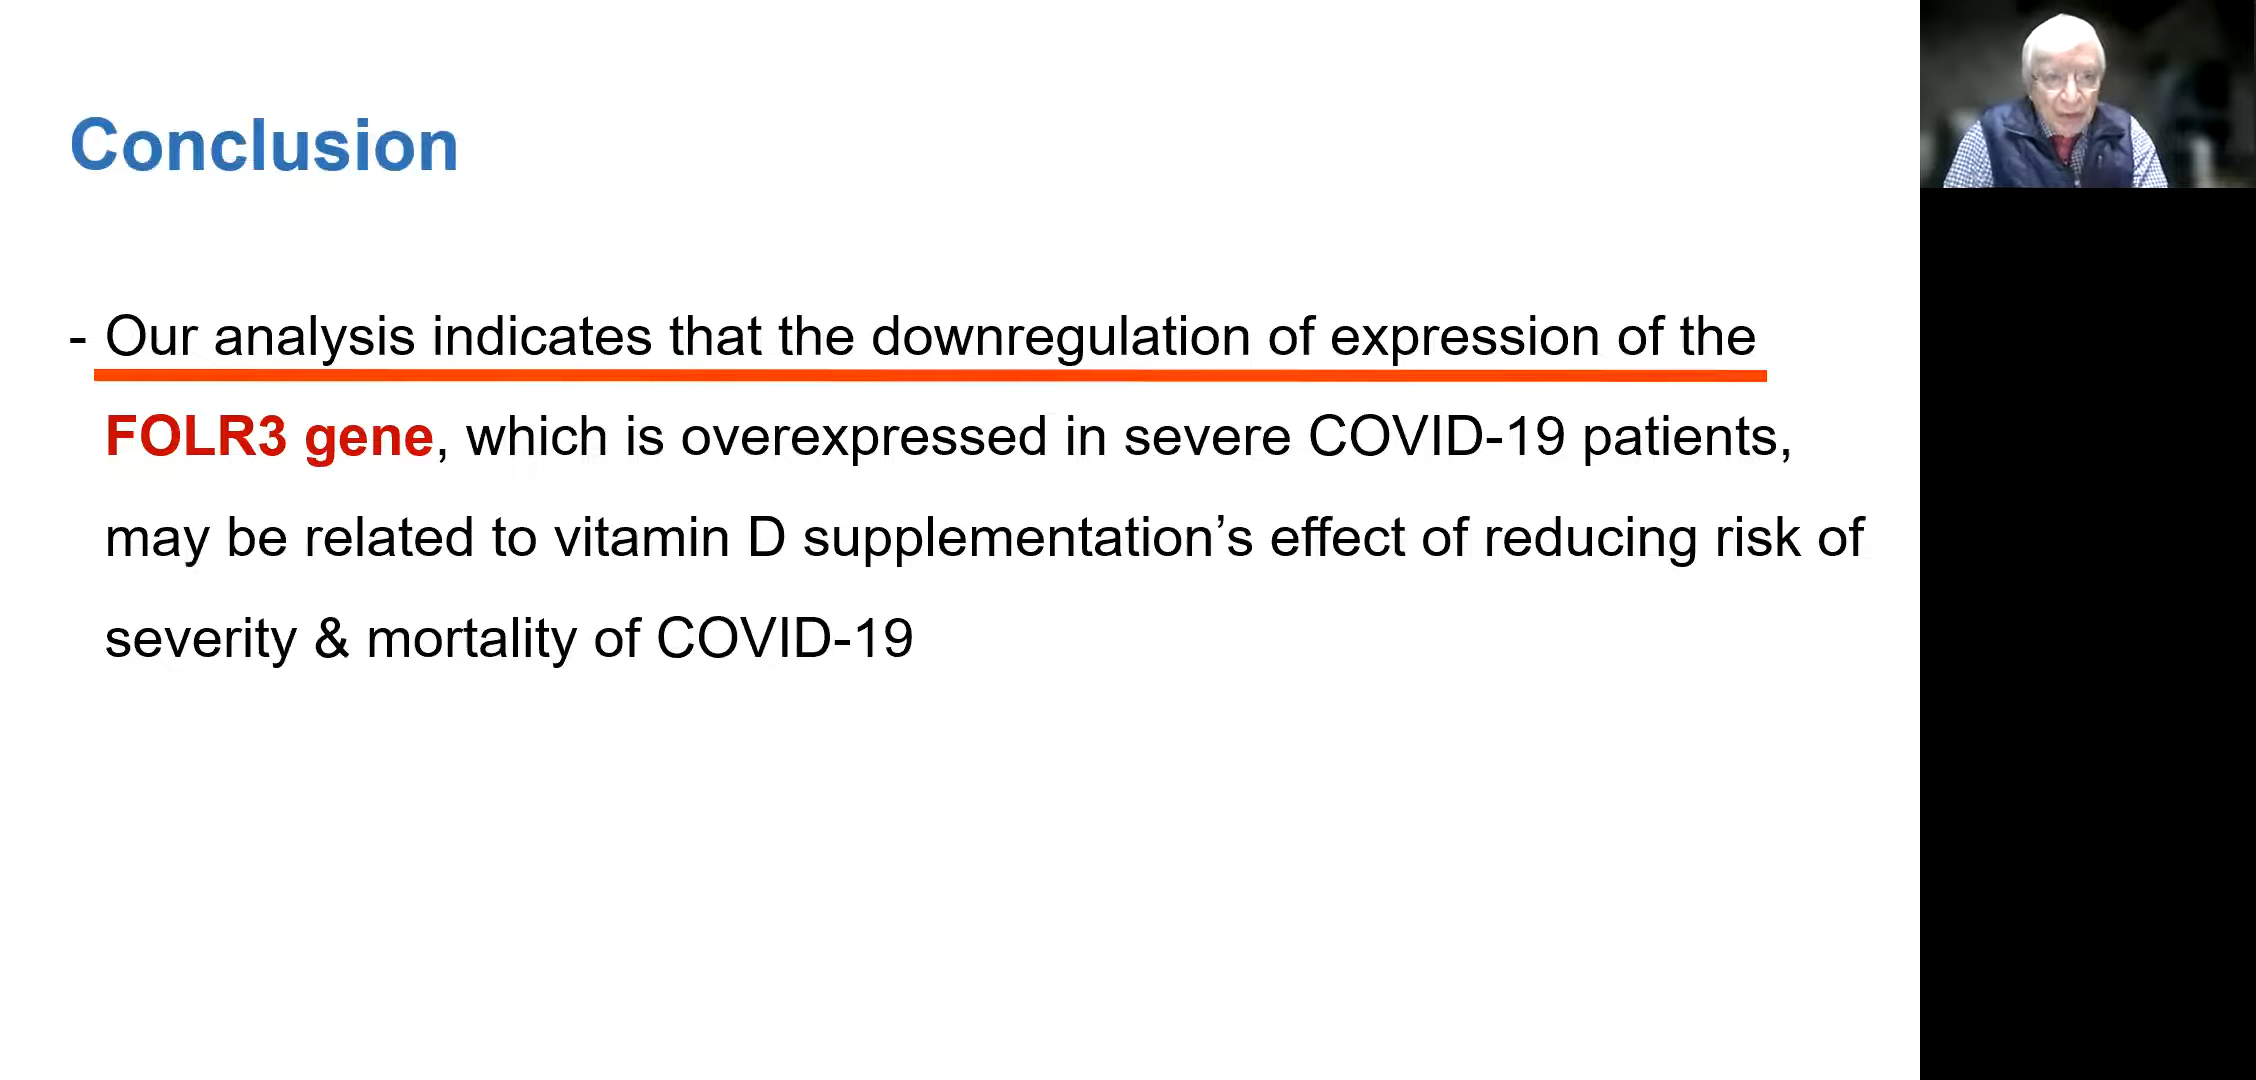 Conclusion
- Our analysis indicates that the downregulation of expression of the
FOLR3 gene, which is overexpressed in severe COVID-19 patients,
may be related to vitamin D supplementation’s effect of reducing risk of
severity & mortality of COVID-19